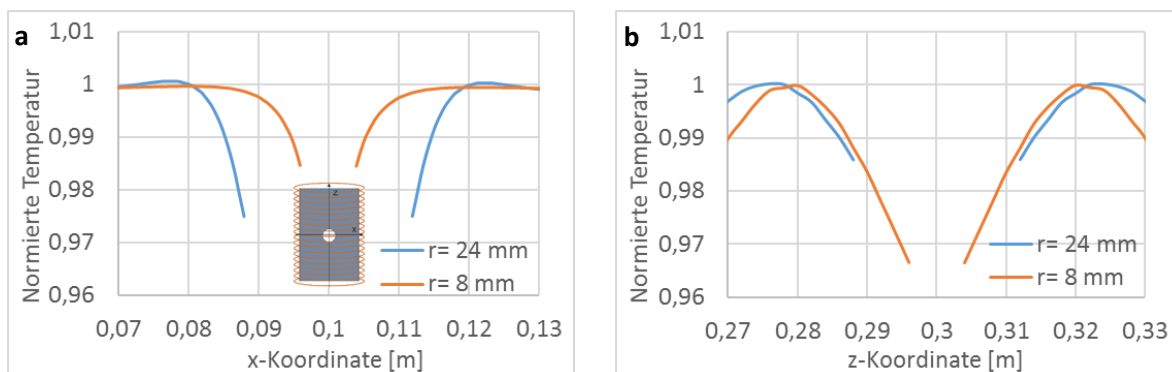 a
1,01
1
0,99
0,98
0,97
0,96
Normierte Temperatur
z
x
r= 24 mm
r= 8 mm
0,07 0,08 0,09 0,1 0,11 0,12 0,13
x-Koordinate [m]
b
1,01
1
0,99
0,98
0,97
0,96
Normierte Temperatur
r= 24 mm
r= 8 mm
0,27 0,28 0,29 0,3 0,31 0,32 0,33
z-Koordinate [m]